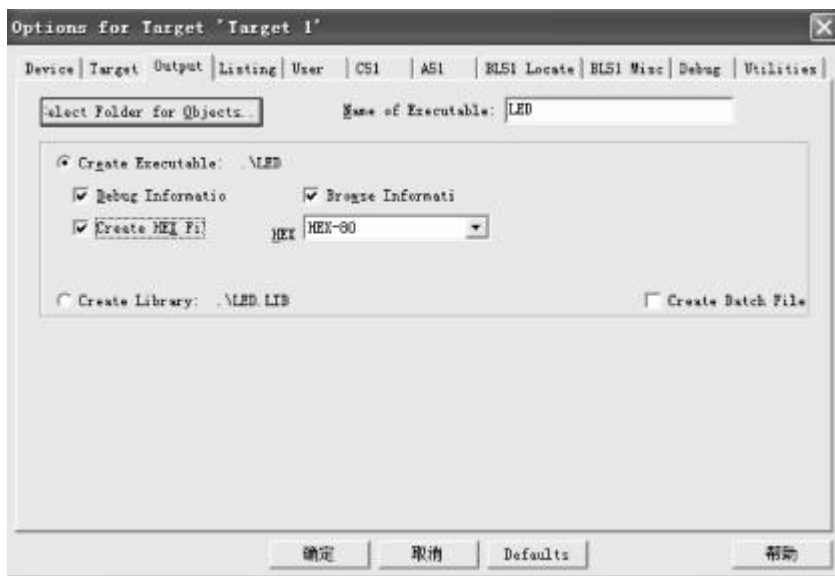 Options for Target 'Target 1'
Device Target Output Listing User C51 A51 BL51 Locate BL51 Misc Debug Utilities
elect Folder for Objects... Name of Executable: LED
Create Executable: .\LED
Debug Informatio Browse Informati
Create HEX Fi HEX HEX-80
Create Library: .\LED.LIB Create Batch File
确定 取消 Defaults 帮助